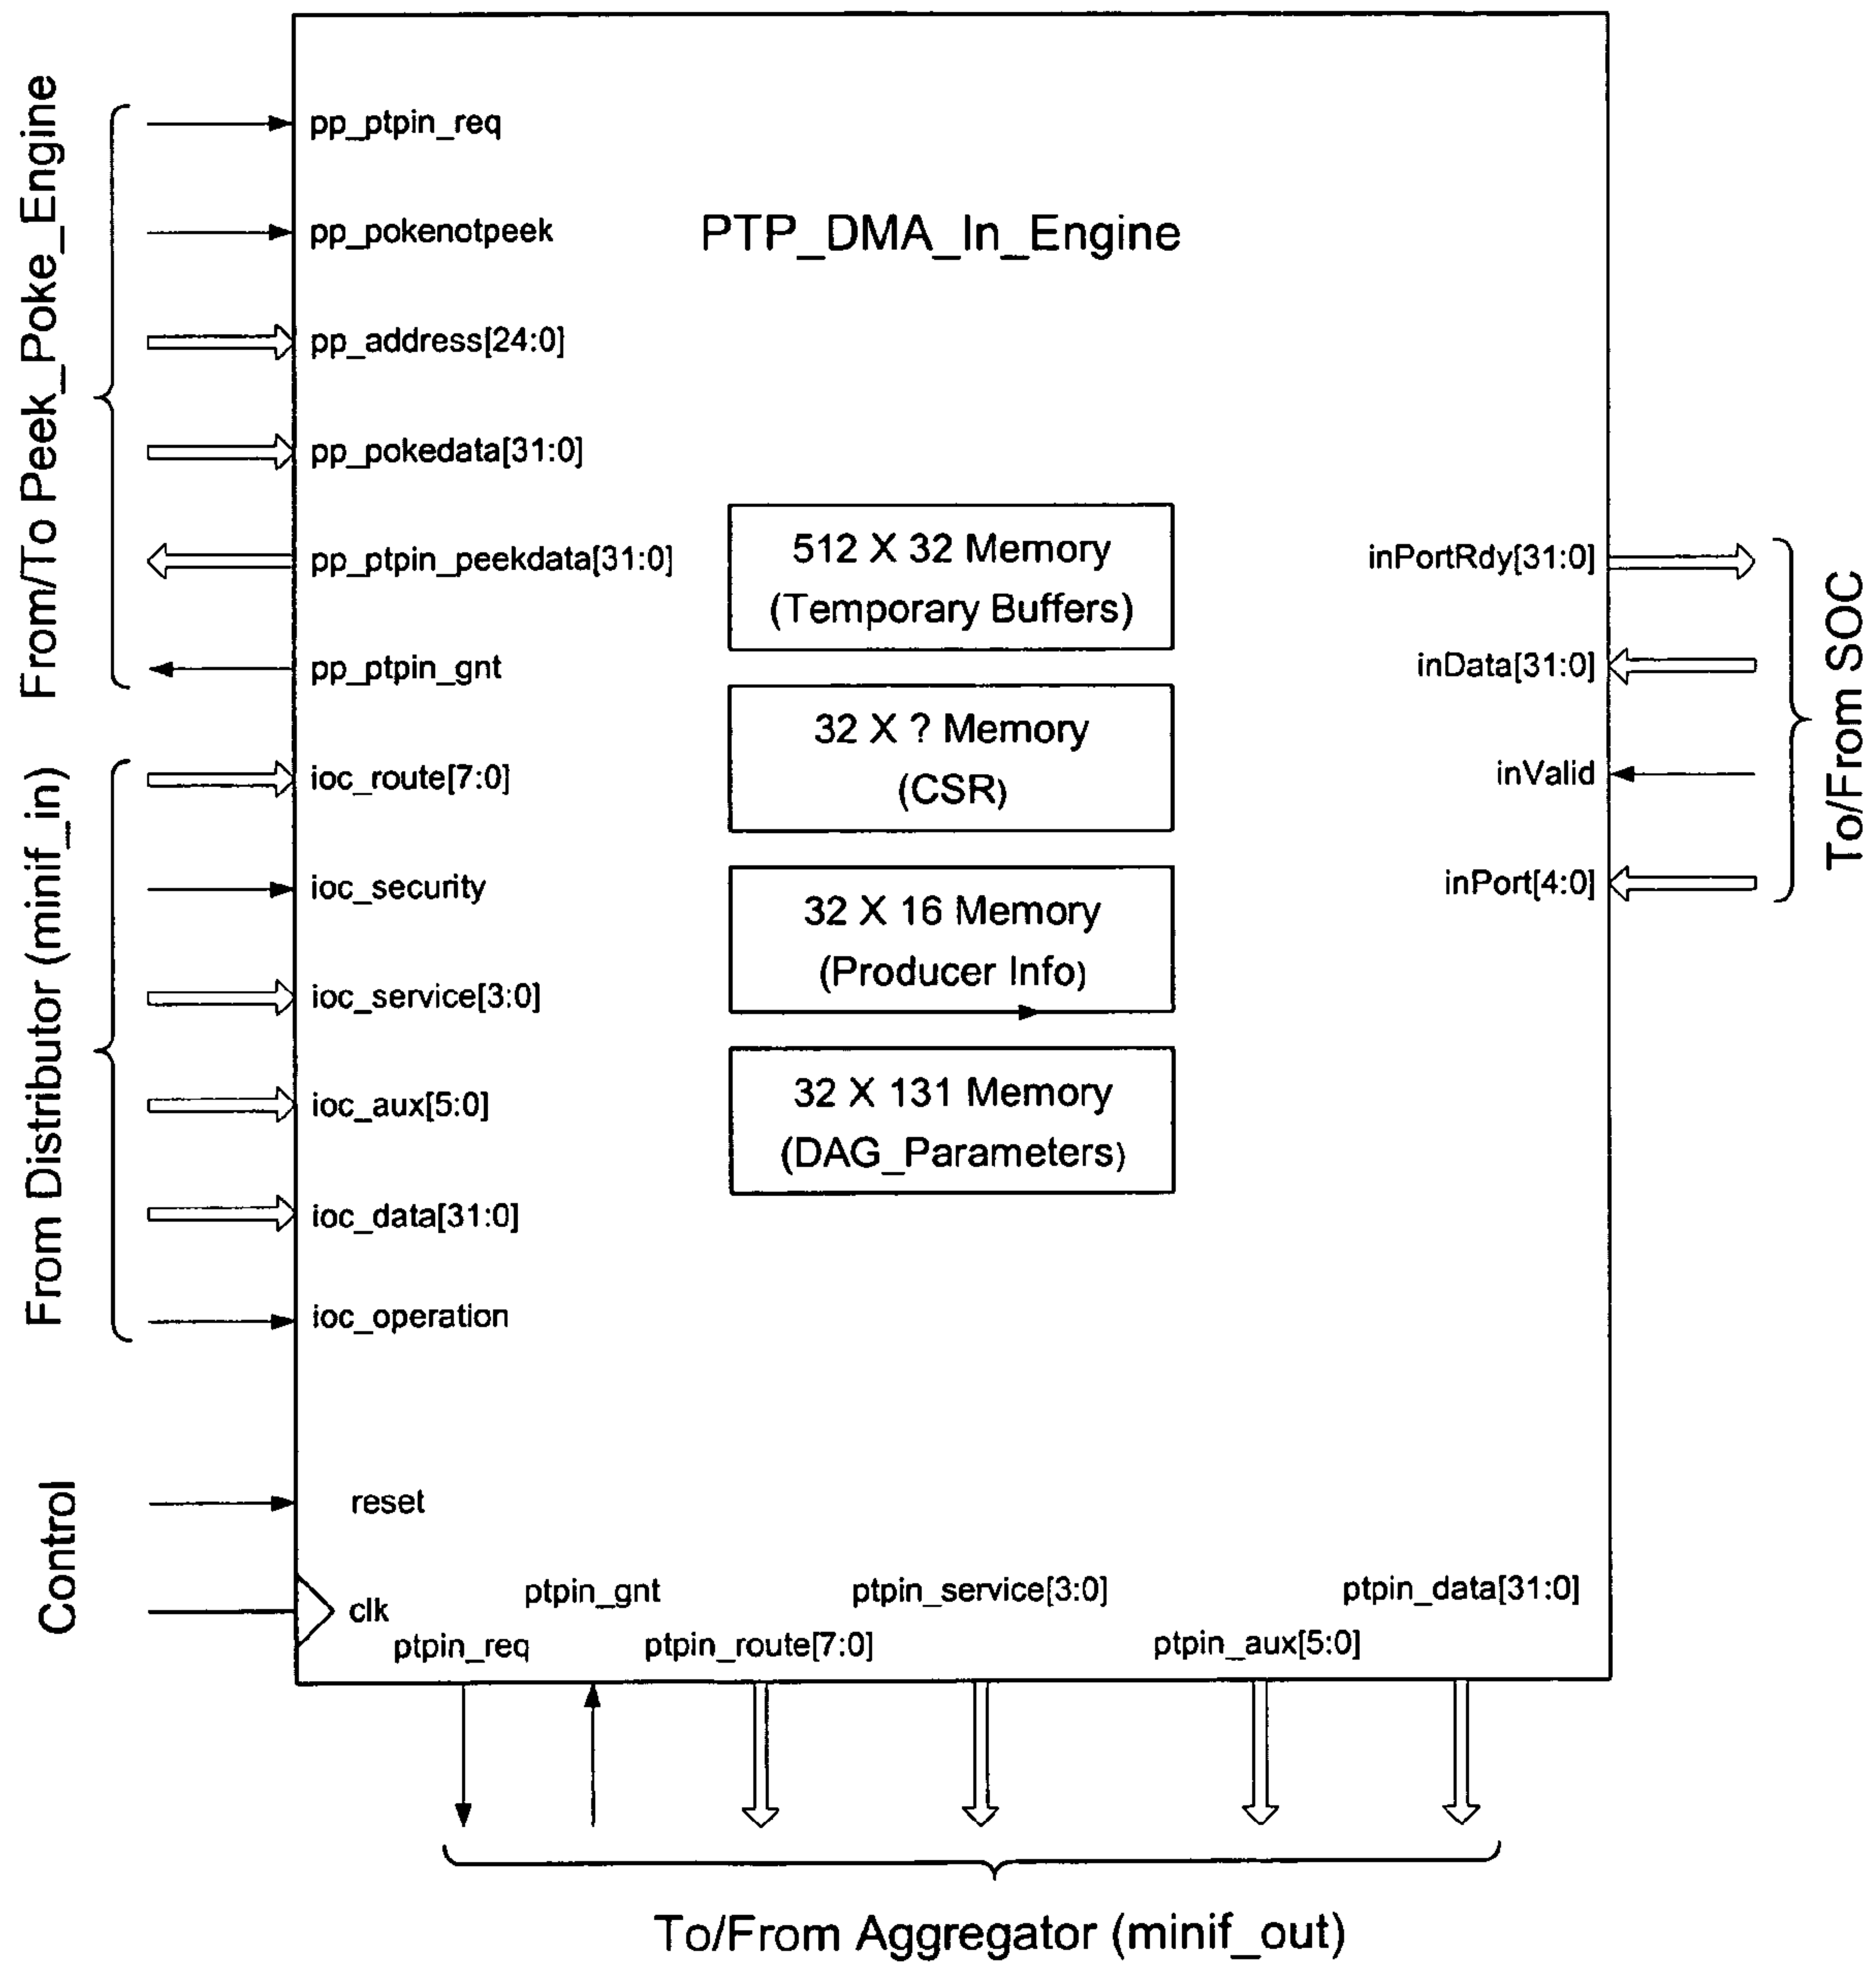 From/To Peek_Poke_Engine
pp_ptpin_req
pp_pokenotpeek
pp_address[24:0]
pp_pokedata[31:0]
pp_ptpin_peekdata[31:0]
pp_ptpin_gnt
From Distributor (minif_in)
ioc_route[7:0]
ioc_security
ioc_service[3:0]
ioc_aux[5:0]
ioc_data[31:0]
ioc_operation
Control
reset
clk
PTP_DMA_In_Engine
512 X 32 Memory
(Temporary Buffers)
32 X ? Memory
(CSR)
32 X 16 Memory
(Producer Info)
32 X 131 Memory
(DAG_Parameters)
inPortRdy[31:0]
inData[31:0]
inValid
inPort[4:0]
To/From SOC
ptpin_req
ptpin_gnt
ptpin_route[7:0]
ptpin_service[3:0]
ptpin_aux[5:0]
ptpin_data[31:0]
To/From Aggregator (minif_out)